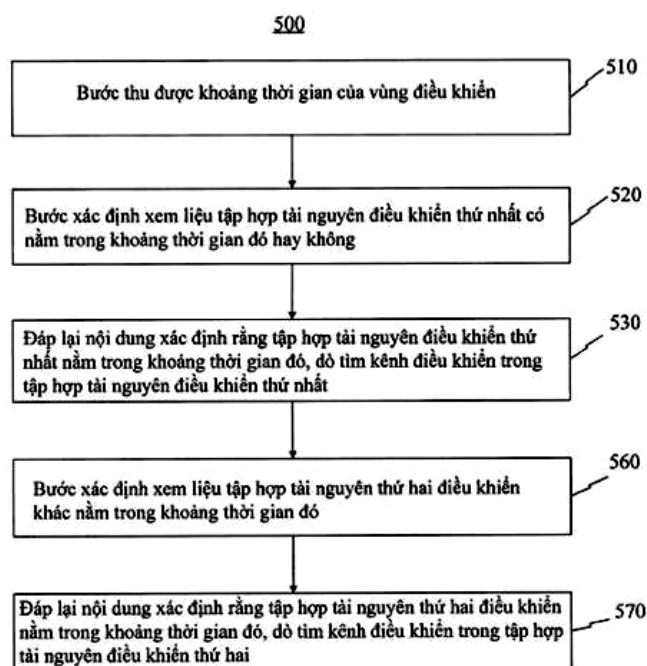 500
Bước thu được khoảng thời gian của vùng điều khiển
510
Bước xác định xem liệu tập hợp tài nguyên điều khiển thứ nhất có
nằm trong khoảng thời gian đó hay không
520
Đáp lại nội dung xác định rằng tập hợp tài nguyên điều khiển thứ
nhất nằm trong khoảng thời gian đó, dò tìm kênh điều khiển trong
tập hợp tài nguyên điều khiển thứ nhất
530
Bước xác định xem liệu tập hợp tài nguyên thứ hai điều khiển
khác nằm trong khoảng thời gian đó
560
Đáp lại nội dung xác định rằng tập hợp tài nguyên thứ hai điều khiển
nằm trong khoảng thời gian đó, dò tìm kênh điều khiển trong tập hợp
tài nguyên điều khiển thứ hai
570